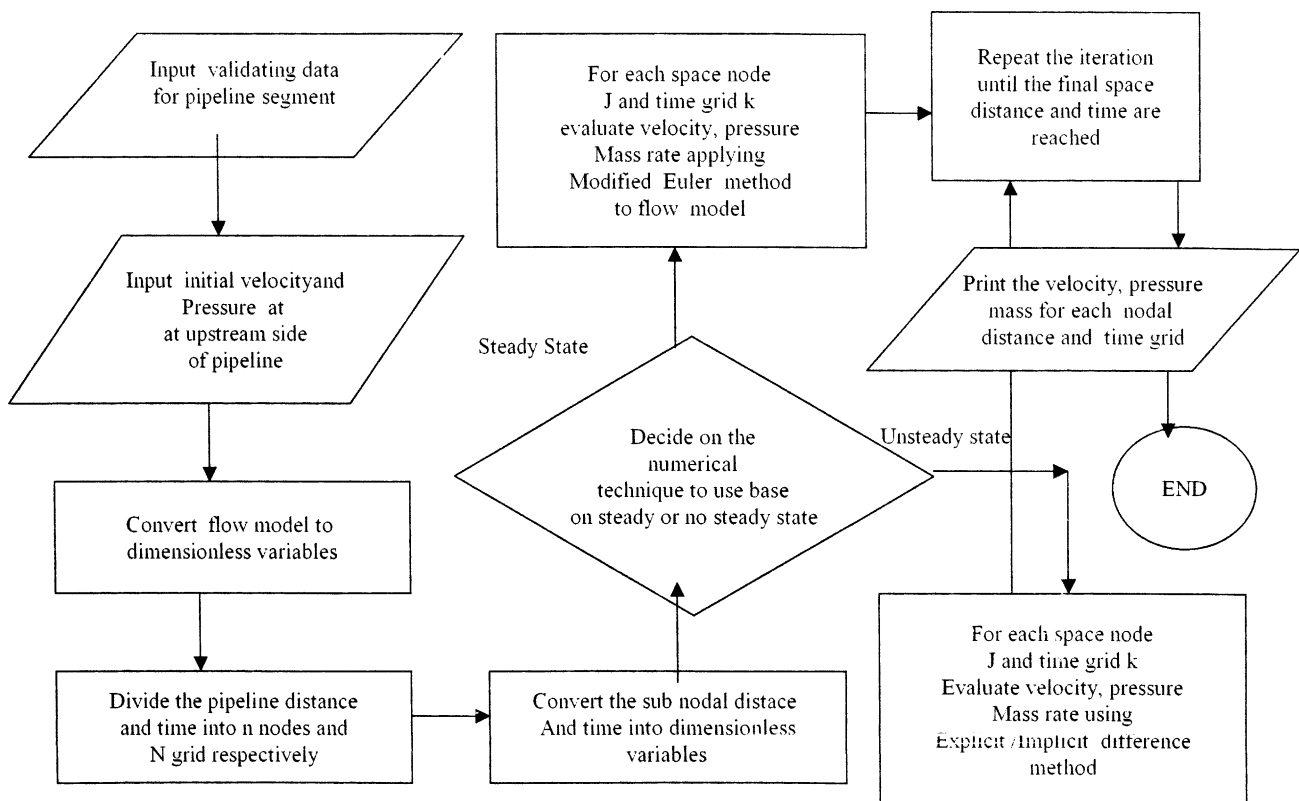 Input validating data
for pipeline segment
Input initial velocityand
Pressure at
at upstream side
of pipeline
Convert flow model to
dimensionless variables
Divide the pipeline distance
and time into n nodes and
N grid respectively
Convert the sub nodal distace
And time into dimensionless
variables
Decide on the
numerical
technique to use base
on steady or no steady state
Steady State
For each space node
J and time grid k
evaluate velocity, pressure
Mass rate applying
Modified Euler method
to flow model
Unsteady state
For each space node
J and time grid k
Evaluate velocity, pressure
Mass rate using
Explicit /Implicit difference
method
Repeat the iteration
until the final space
distance and time are
reached
Print the velocity, pressure
mass for each nodal
distance and time grid
END